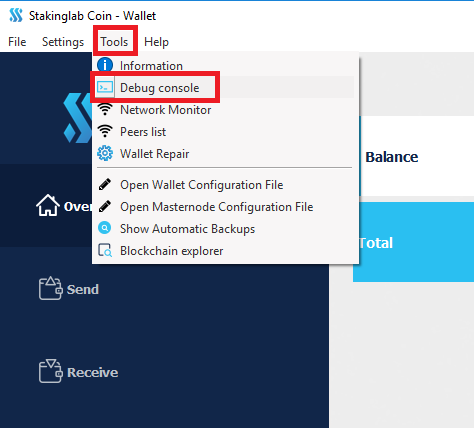 Stakinglab Coin - Wallet
File Settings Tools Help
Information
Debug console
Network Monitor
Peers list
Wallet Repair
Open Wallet Configuration File
Open Masternode Configuration File
Show Automatic Backups
Blockchain explorer
Balance
Over
Total
Send
Receive